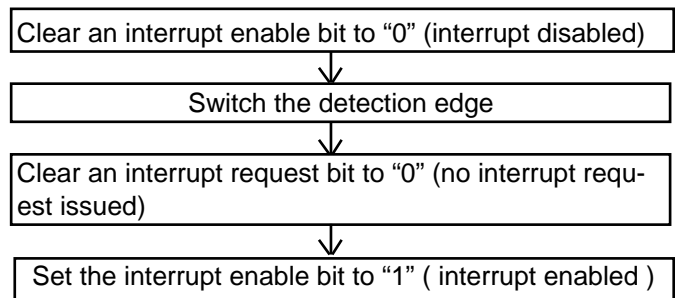 Clear an interrupt enable bit to “0” (interrupt disabled)
Switch the detection edge
Clear an interrupt request bit to “0” (no interrupt requ-
est issued)
Set the interrupt enable bit to “1” ( interrupt enabled )